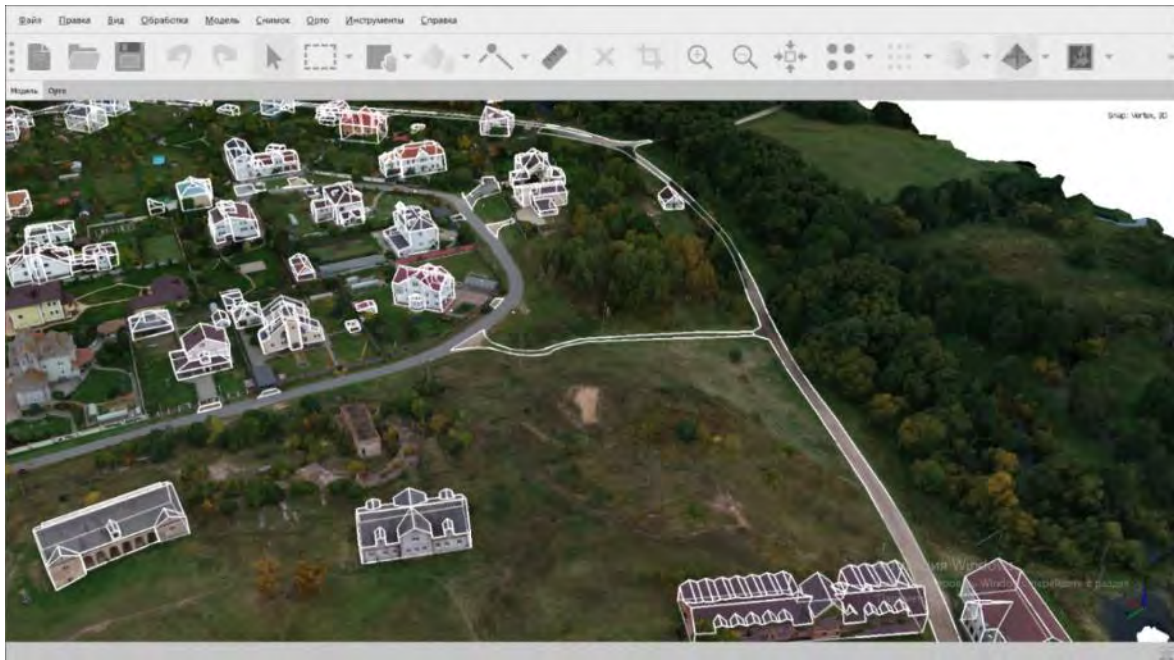 Файл Правка Вид Обработка Модель Снимок Орто Инструменты Справка
Модель Орто
Snap: Vertex, 3D